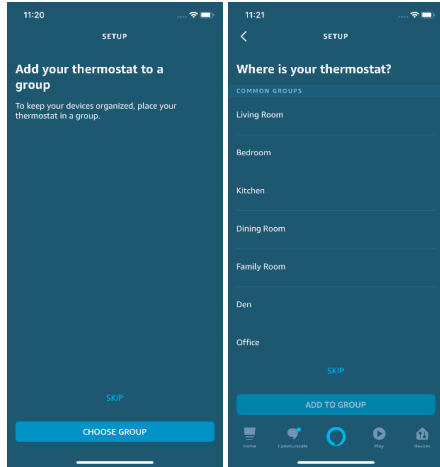 11:20
SETUP
Add your thermostat to a
group
To keep your devices organized, place your
thermostat in a group.
SKIP
CHOOSE GROUP
11:21
SETUP
Where is your thermostat?
COMMON GROUPS
Living Room
Bedroom
Kitchen
Dining Room
Family Room
Den
Office
SKIP
ADD TO GROUP
Home
Communicate
Play
Devices